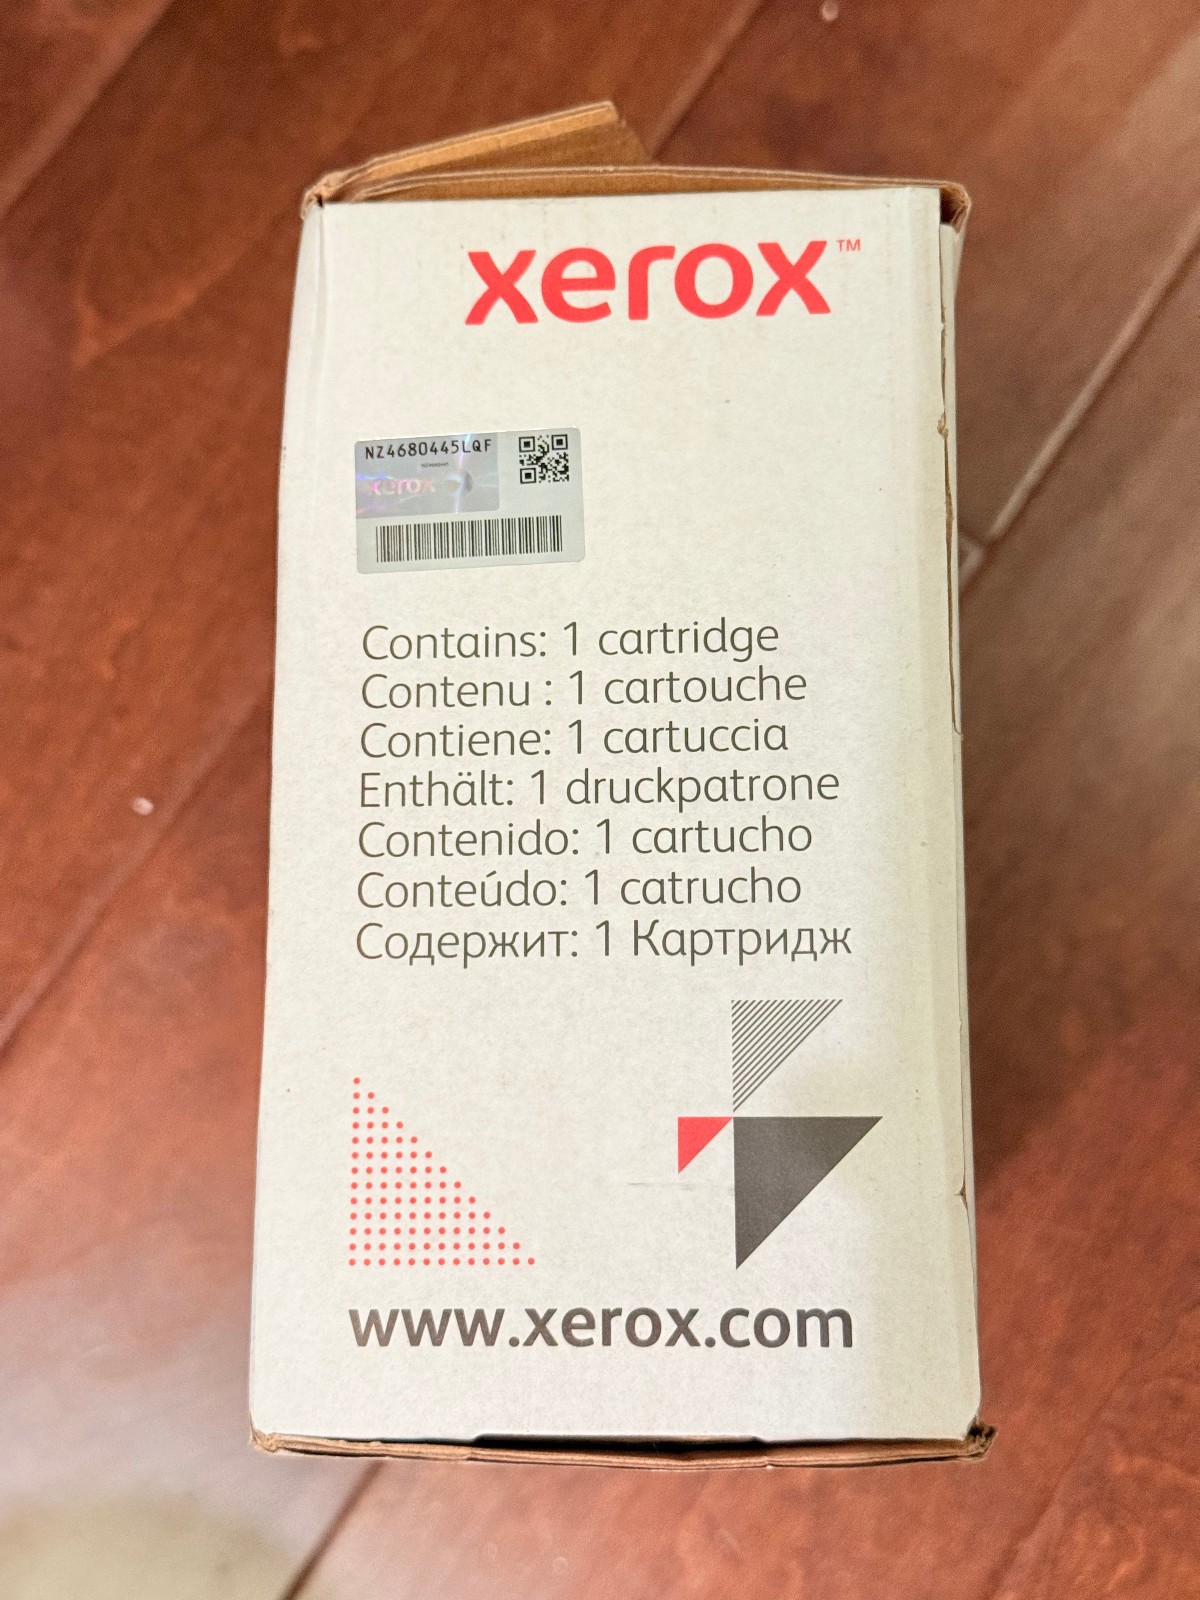 xerox™
NZ4680445LQF
xerox
Contains: 1 cartridge
Contenu : 1 cartouche
Contiene: 1 cartuccia
Enthält: 1 druckpatrone
Contenido: 1 cartucho
Conteúdo: 1 catrucho
Содержит: 1 Картридж
www.xerox.com